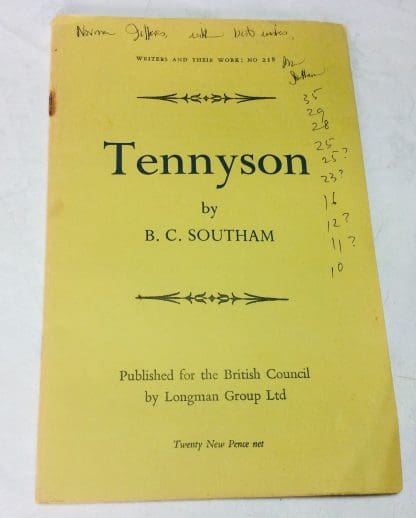 Norman Jeffares, with best wishes,
Brian
Southam
WRITERS AND THEIR WORK: NO 218
35
29
28
25
25?
23?
16
12?
11?
10
Tennyson
by
B. C. SOUTHAM
Published for the British Council
by Longman Group Ltd
Twenty New Pence net